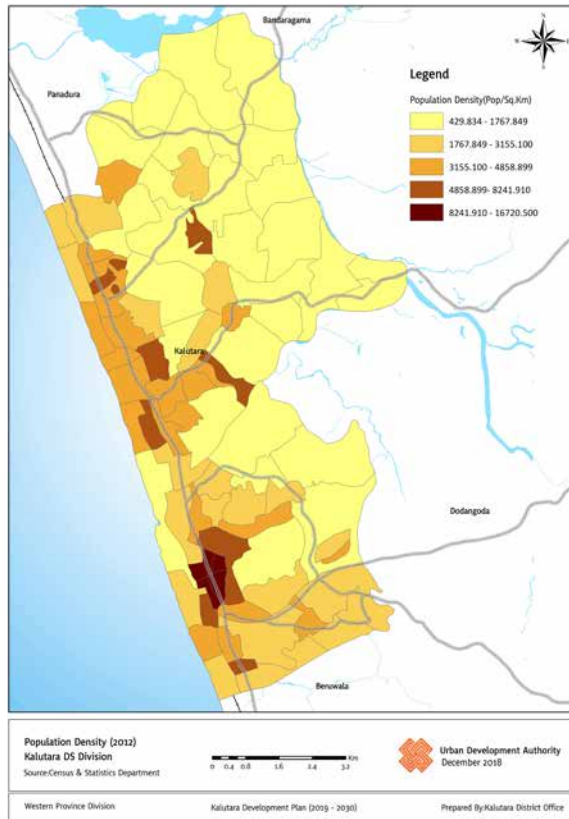 Bandaragama
N
W
E
S
Panadura
Legend
Population Density(Pop/Sq.Km)
429.834 - 1767.849
1767.849 - 3155.100
3155.100 - 4858.899
4858.899- 8241.910
8241.910 - 16720.500
Kalutara
Dodangoda
Beruwala
Population Density (2012)
Kalutara DS Division
Source:Census & Statistics Department
Km
0 0.4 0.8 1.6 2.4 3.2
Urban Development Authority
December 2018
Western Province Division
Kalutara Development Plan (2019 - 2030)
Prepared By:Kalutara District Office